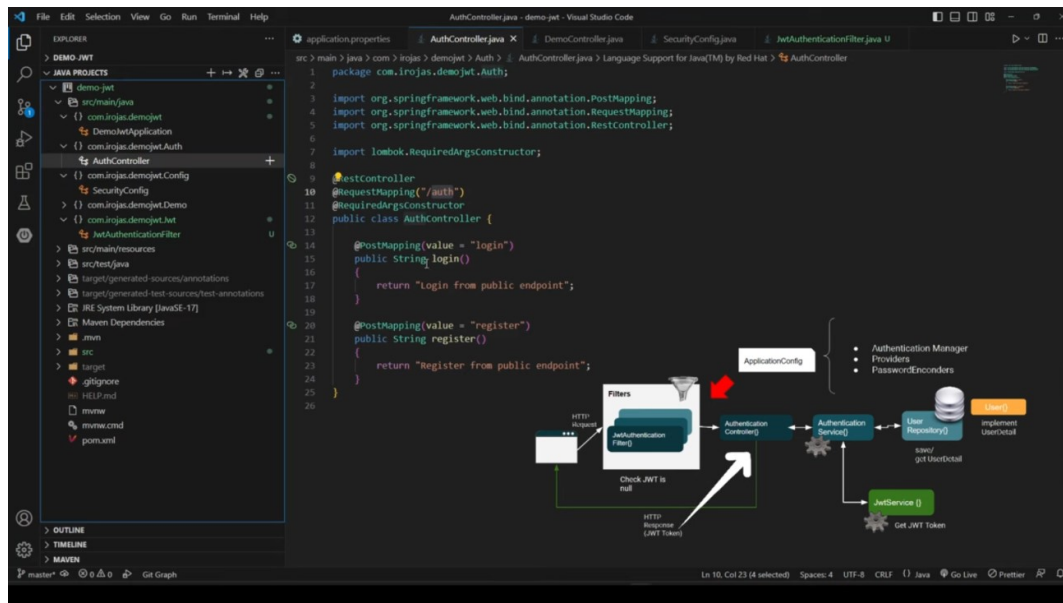 File Edit Selection View Go Run Terminal Help
AuthController.java - demo-jwt - Visual Studio Code
EXPLORER
DEMO-JWT
JAVA PROJECTS
demo-jwt
src/main/java
{} com.irojas.demojwt
DemoJwtApplication
{} com.irojas.demojwt.Auth
AuthController
{} com.irojas.demojwt.Config
SecurityConfig
{} com.irojas.demojwt.Demo
{} com.irojas.demojwt.Jwt
JwtAuthenticationFilter U
src/main/resources
src/test/java
target/generated-sources/annotations
target/generated-test-sources/test-annotations
JRE System Library [JavaSE-17]
Maven Dependencies
.mvn
src
target
.gitignore
HELP.md
mvnw
mvnw.cmd
pom.xml
OUTLINE
TIMELINE
MAVEN
application.properties AuthController.java DemoController.java SecurityConfig.java JwtAuthenticationFilter.java U
src > main > java > com > irojas > demojwt > Auth > AuthController.java > Language Support for Java(TM) by Red Hat > AuthController
1 package com.irojas.demojwt.Auth;
2
3 import org.springframework.web.bind.annotation.PostMapping;
4 import org.springframework.web.bind.annotation.RequestMapping;
5 import org.springframework.web.bind.annotation.RestController;
6
7 import lombok.RequiredArgsConstructor;
8
9 @RestController
10 @RequestMapping("/auth")
11 @RequiredArgsConstructor
12 public class AuthController {
13
14 @PostMapping(value = "login")
15 public String login()
16 {
17 return "Login from public endpoint";
18 }
19
20 @PostMapping(value = "register")
21 public String register()
22 {
23 return "Register from public endpoint";
24 }
25 }
26
ApplicationConfig
• Authentication Manager
• Providers
• PasswordEnconders
Filters
HTTP
Request
JwtAuthentication
Filter()
Check JWT is
null
Authentication
Controller()
Authentication
Service()
User
Repository()
User()
implement
UserDetail
save/
get UserDetail
JwtService ()
Get JWT Token
HTTP
Response
(JWT Token)
master* 0 0 0 Git Graph
Ln 10, Col 23 (4 selected) Spaces: 4 UTF-8 CRLF {} Java Go Live Prettier